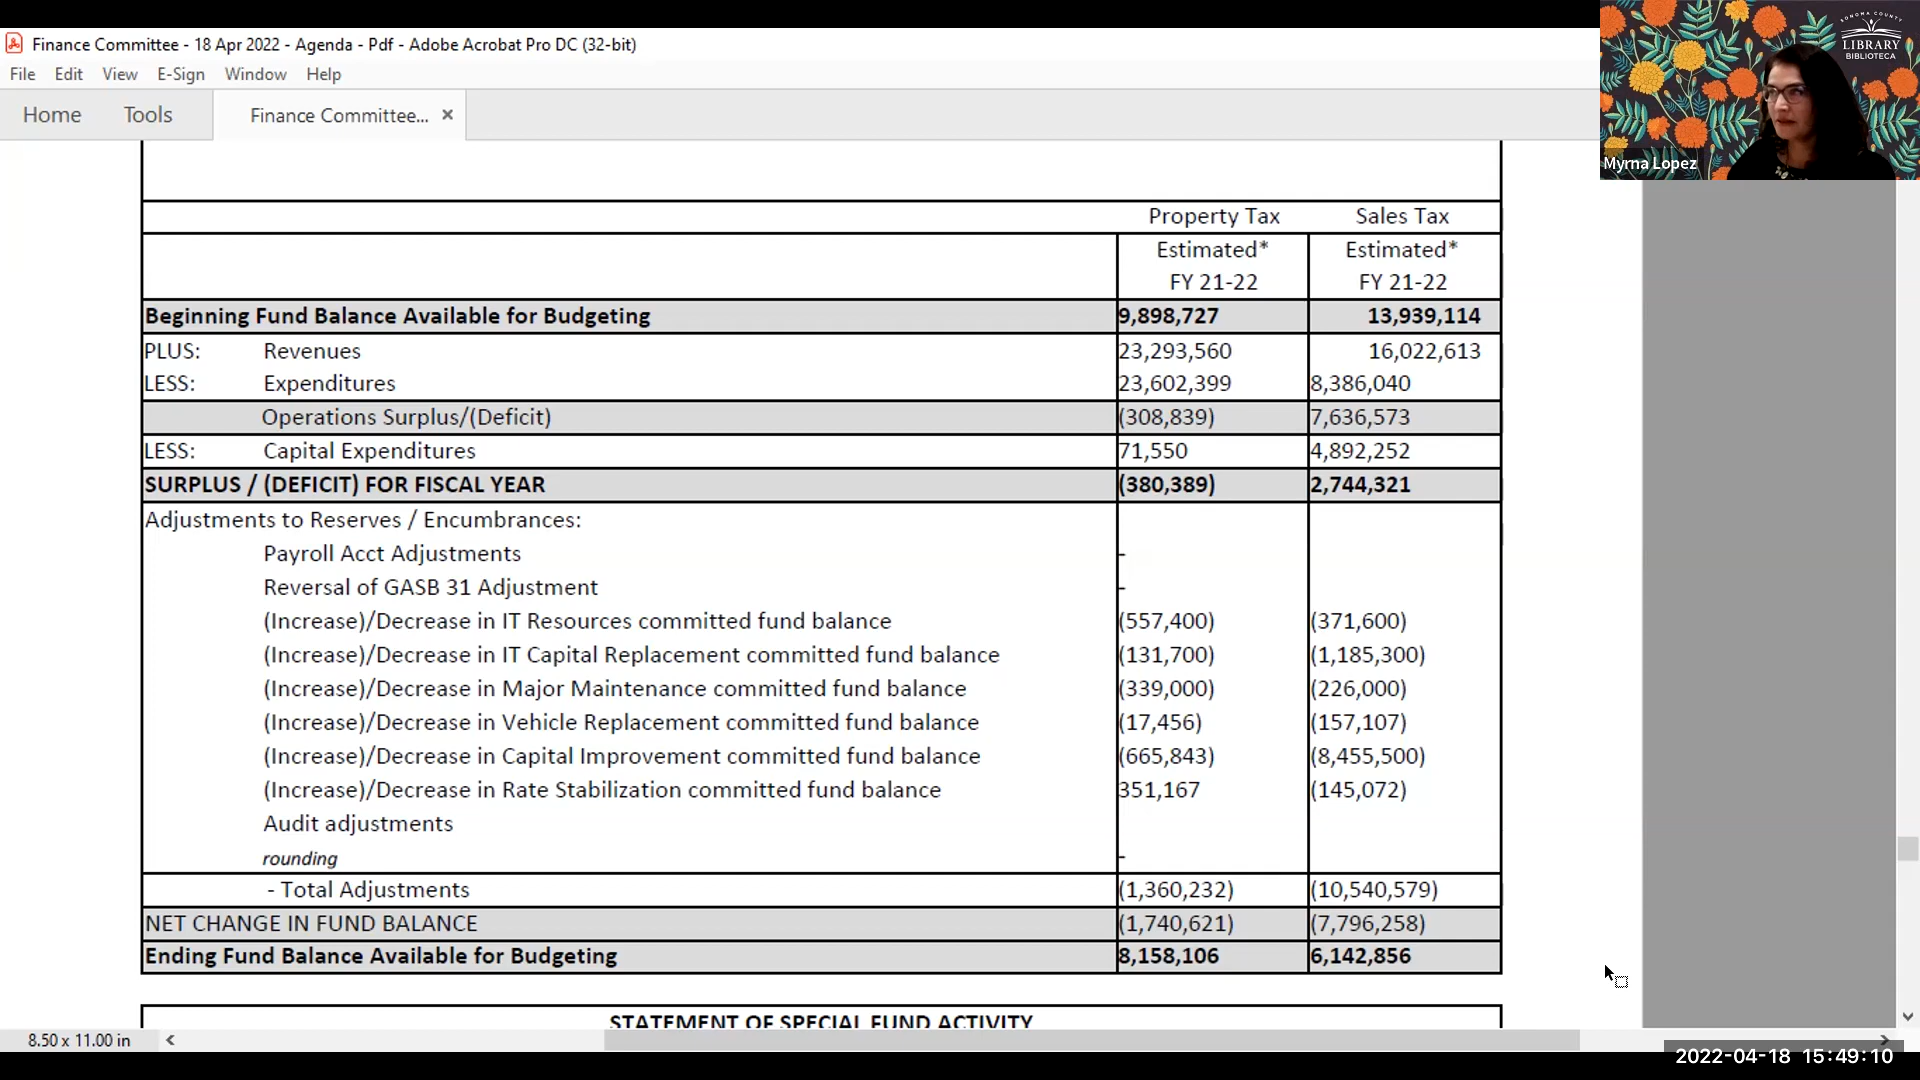 Finance Committee - 18 Apr 2022 - Agenda - Pdf - Adobe Acrobat Pro DC (32-bit)
File Edit View E-Sign Window Help
Home Tools Finance Committee... ×
SONOMA COUNTY
LIBRARY
BIBLIOTECA
Myrna Lopez
Property Tax Sales Tax
Estimated* Estimated*
FY 21-22 FY 21-22
Beginning Fund Balance Available for Budgeting 9,898,727 13,939,114
PLUS: Revenues 23,293,560 16,022,613
LESS: Expenditures 23,602,399 8,386,040
Operations Surplus/(Deficit) (308,839) 7,636,573
LESS: Capital Expenditures 71,550 4,892,252
SURPLUS / (DEFICIT) FOR FISCAL YEAR (380,389) 2,744,321
Adjustments to Reserves / Encumbrances:
Payroll Acct Adjustments -
Reversal of GASB 31 Adjustment -
(Increase)/Decrease in IT Resources committed fund balance (557,400) (371,600)
(Increase)/Decrease in IT Capital Replacement committed fund balance (131,700) (1,185,300)
(Increase)/Decrease in Major Maintenance committed fund balance (339,000) (226,000)
(Increase)/Decrease in Vehicle Replacement committed fund balance (17,456) (157,107)
(Increase)/Decrease in Capital Improvement committed fund balance (665,843) (8,455,500)
(Increase)/Decrease in Rate Stabilization committed fund balance 351,167 (145,072)
Audit adjustments
rounding -
- Total Adjustments (1,360,232) (10,540,579)
NET CHANGE IN FUND BALANCE (1,740,621) (7,796,258)
Ending Fund Balance Available for Budgeting 8,158,106 6,142,856
STATEMENT OF SPECIAL FUND ACTIVITY
8.50 x 11.00 in
2022-04-18 15:49:10